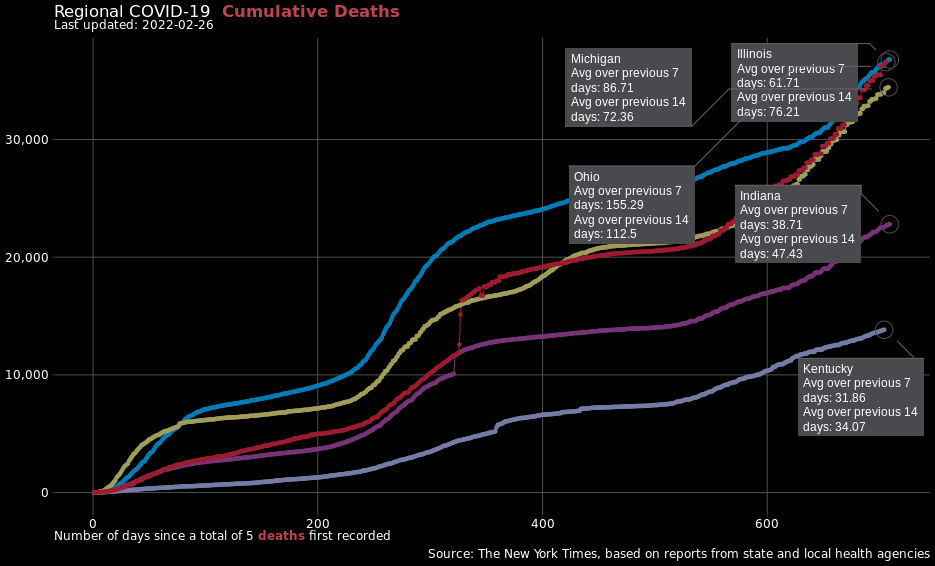 Regional COVID-19 Cumulative Deaths
Last updated: 2022-02-26
Michigan
Avg over previous 7
days: 86.71
Avg over previous 14
days: 72.36
Illinois
Avg over previous 7
days: 61.71
Avg over previous 14
days: 76.21
Ohio
Avg over previous 7
days: 155.29
Avg over previous 14
days: 112.5
Indiana
Avg over previous 7
days: 38.71
Avg over previous 14
days: 47.43
Kentucky
Avg over previous 7
days: 31.86
Avg over previous 14
days: 34.07
30,000
20,000
10,000
0
0 200 400 600
Number of days since a total of 5 deaths first recorded
Source: The New York Times, based on reports from state and local health agencies